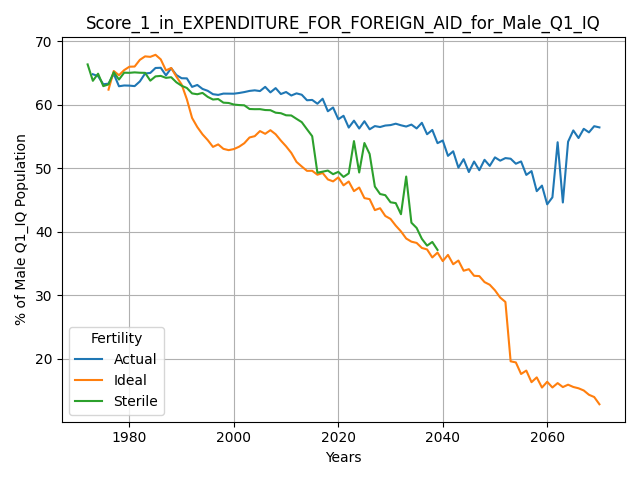 Score_1_in_EXPENDITURE_FOR_FOREIGN_AID_for_Male_Q1_IQ
% of Male Q1_IQ Population
70
60
50
40
30
20
Fertility
Actual
Ideal
Sterile
1980
2000
2020
2040
2060
Years